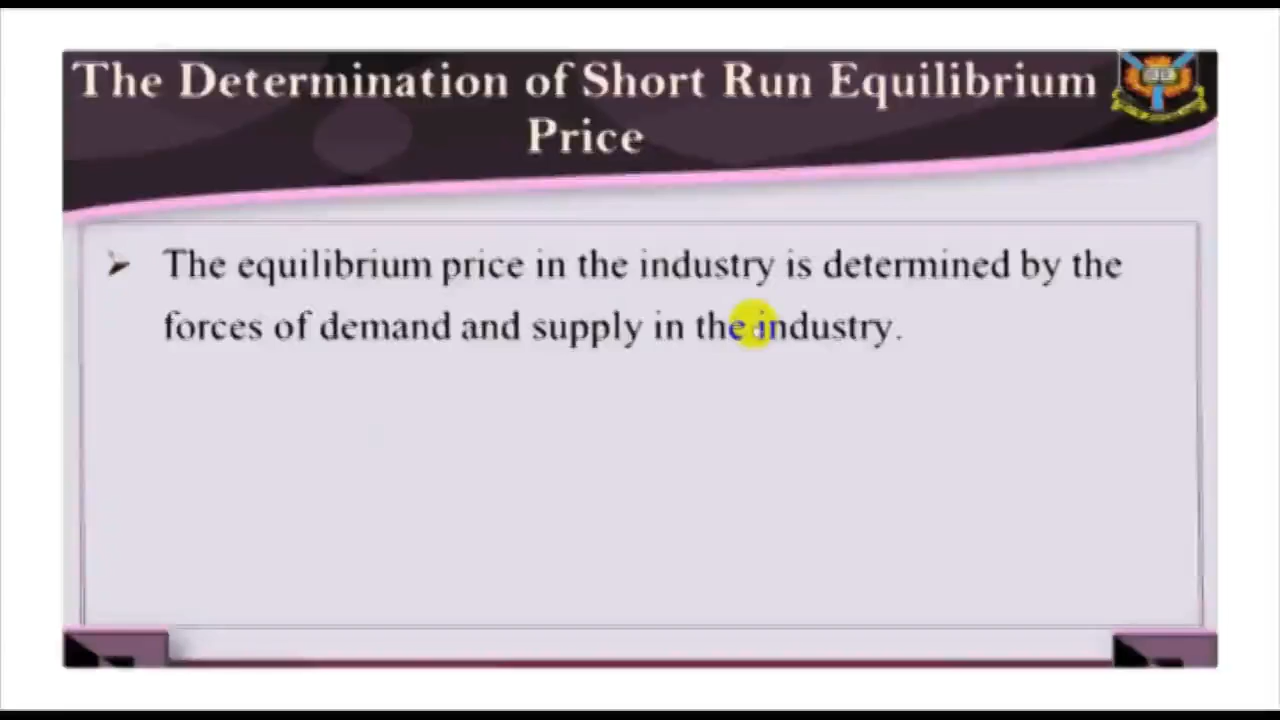 The Determination of Short Run Equilibrium
Price
The equilibrium price in the industry is determined by the
forces of demand and supply in the industry.